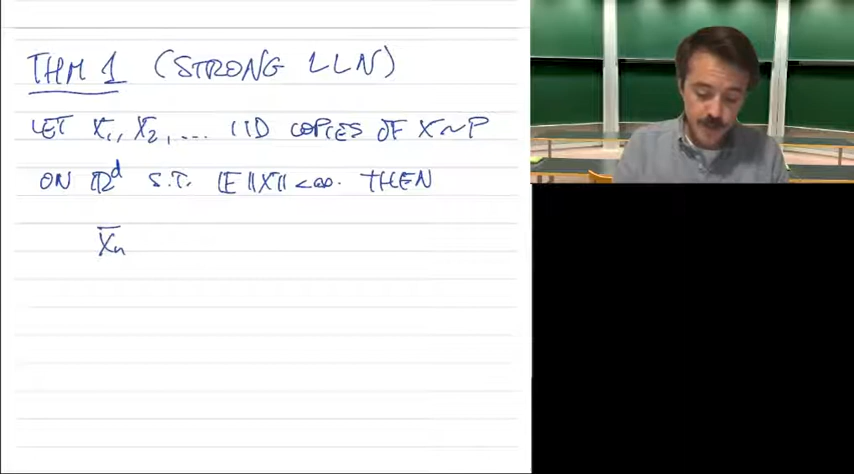 THM 1 (STRONG LLN)
LET X₁, X₂, ... IID COPIES OF X~P
ON ℝᵈ S.T. 𝔼‖X‖<∞. THEN
X̄ₙ